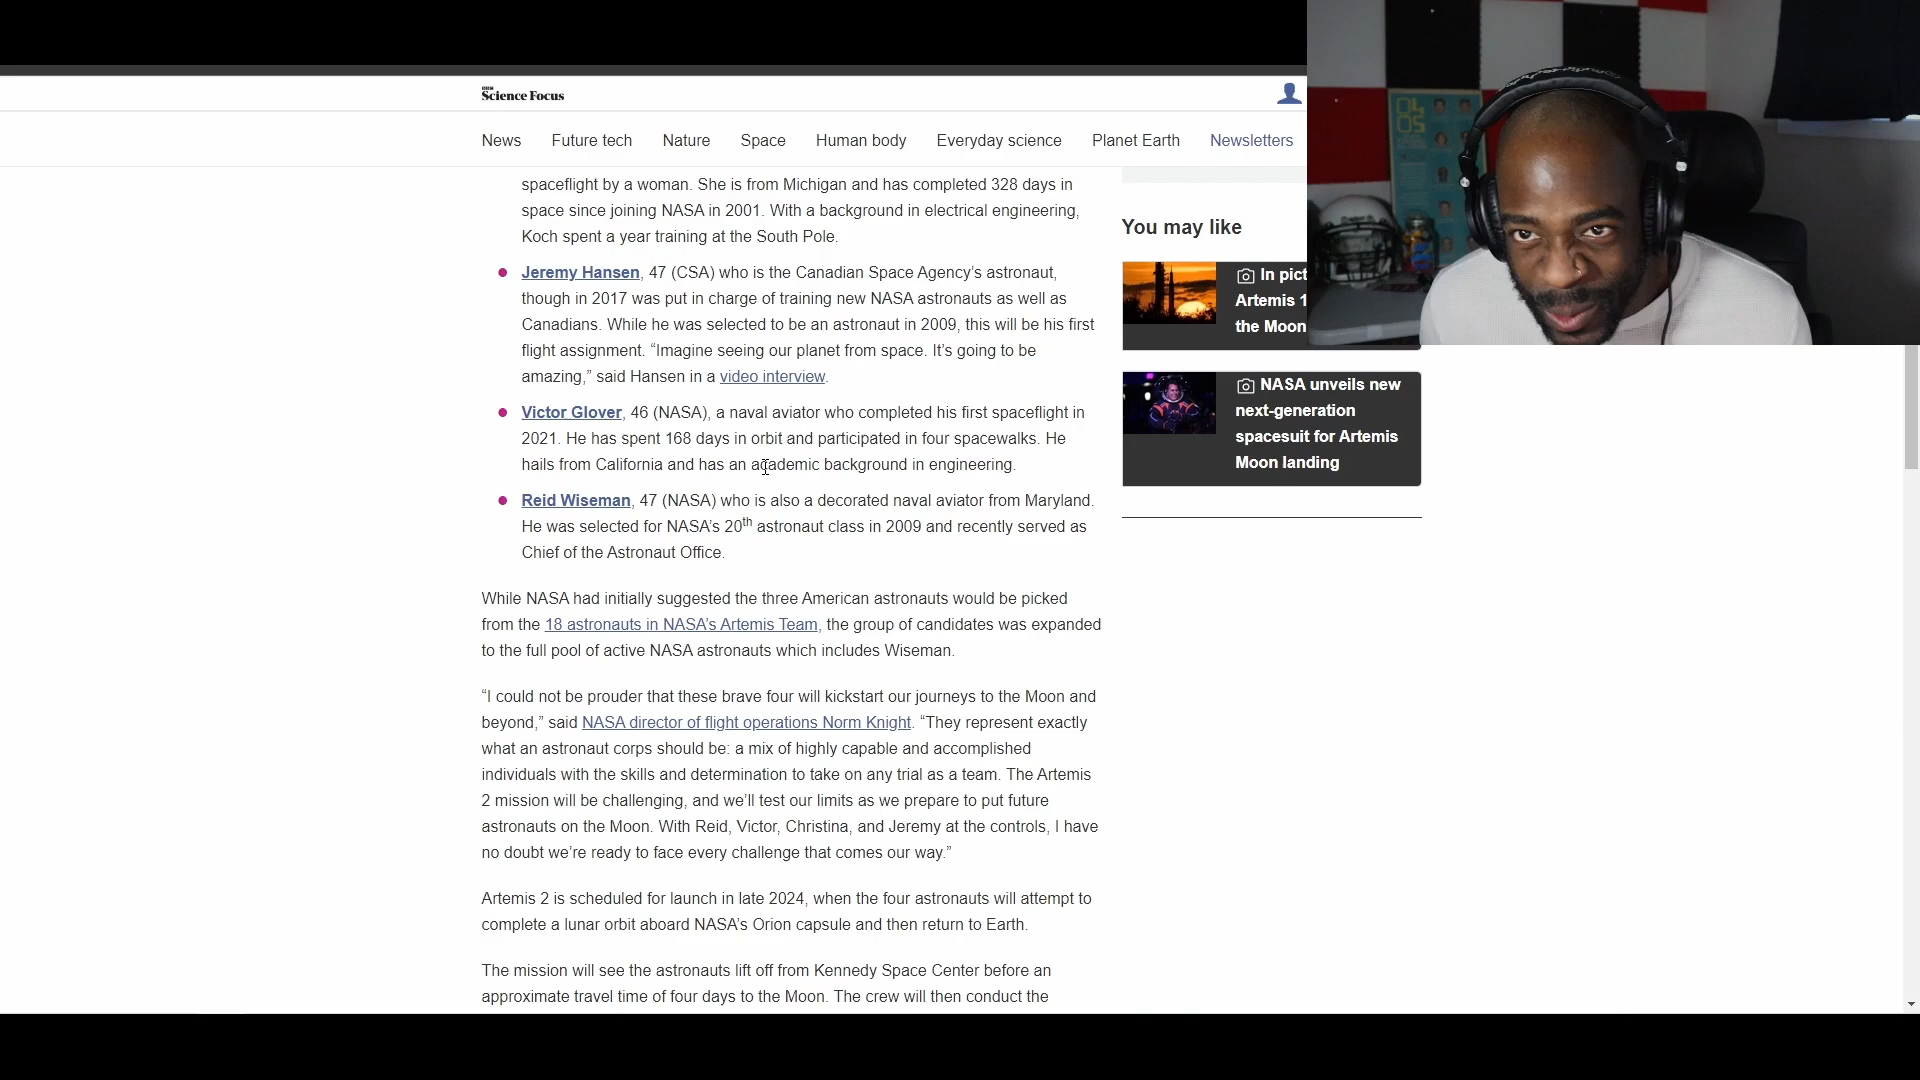 BBC
Science Focus
News Future tech Nature Space Human body Everyday science Planet Earth Newsletters
spaceflight by a woman. She is from Michigan and has completed 328 days in
space since joining NASA in 2001. With a background in electrical engineering,
Koch spent a year training at the South Pole.
Jeremy Hansen, 47 (CSA) who is the Canadian Space Agency’s astronaut,
though in 2017 was put in charge of training new NASA astronauts as well as
Canadians. While he was selected to be an astronaut in 2009, this will be his first
flight assignment. “Imagine seeing our planet from space. It’s going to be
amazing,” said Hansen in a video interview.
Victor Glover, 46 (NASA), a naval aviator who completed his first spaceflight in
2021. He has spent 168 days in orbit and participated in four spacewalks. He
hails from California and has an academic background in engineering.
Reid Wiseman, 47 (NASA) who is also a decorated naval aviator from Maryland.
He was selected for NASA’s 20th astronaut class in 2009 and recently served as
Chief of the Astronaut Office.
While NASA had initially suggested the three American astronauts would be picked
from the 18 astronauts in NASA’s Artemis Team, the group of candidates was expanded
to the full pool of active NASA astronauts which includes Wiseman.
“I could not be prouder that these brave four will kickstart our journeys to the Moon and
beyond,” said NASA director of flight operations Norm Knight. “They represent exactly
what an astronaut corps should be: a mix of highly capable and accomplished
individuals with the skills and determination to take on any trial as a team. The Artemis
2 mission will be challenging, and we’ll test our limits as we prepare to put future
astronauts on the Moon. With Reid, Victor, Christina, and Jeremy at the controls, I have
no doubt we’re ready to face every challenge that comes our way.”
Artemis 2 is scheduled for launch in late 2024, when the four astronauts will attempt to
complete a lunar orbit aboard NASA’s Orion capsule and then return to Earth.
The mission will see the astronauts lift off from Kennedy Space Center before an
approximate travel time of four days to the Moon. The crew will then conduct the
You may like
In pict
Artemis 1
the Moon
NASA unveils new
next-generation
spacesuit for Artemis
Moon landing